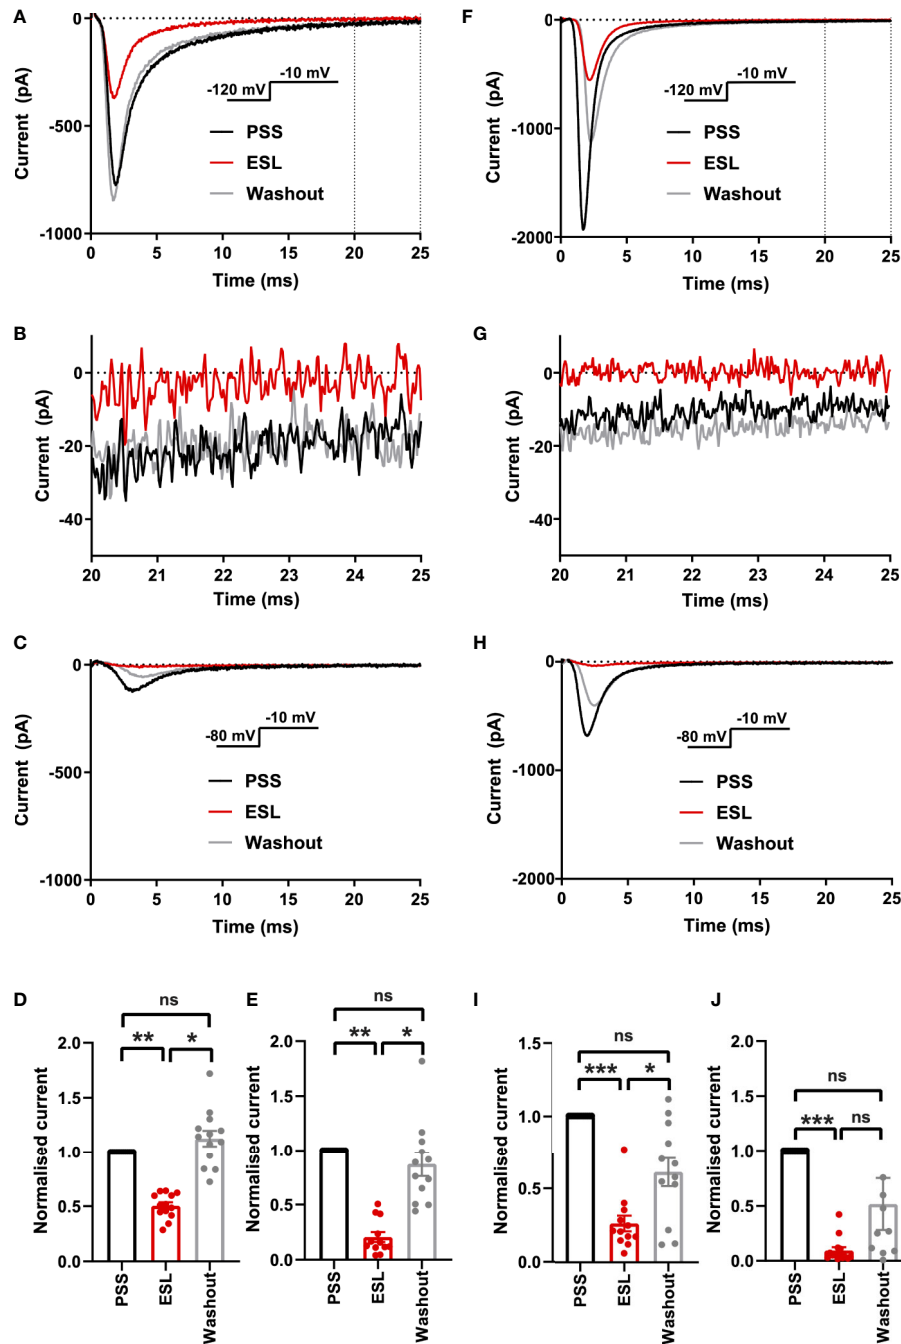 A
Current (pA)
0
-500
-1000
-120 mV
-10 mV
PSS
ESL
Washout
0 5 10 15 20 25
Time (ms)
F
Current (pA)
0
-1000
-2000
-120 mV
-10 mV
PSS
ESL
Washout
0 5 10 15 20 25
Time (ms)
B
Current (pA)
0
-20
-40
20 21 22 23 24 25
Time (ms)
G
Current (pA)
0
-20
-40
20 21 22 23 24 25
Time (ms)
C
Current (pA)
0
-500
-1000
-80 mV
-10 mV
PSS
ESL
Washout
0 5 10 15 20 25
Time (ms)
H
Current (pA)
0
-1000
-2000
-80 mV
-10 mV
PSS
ESL
Washout
0 5 10 15 20 25
Time (ms)
D
Normalised current
2.0
1.5
1.0
0.5
0.0
ns
** *
PSS
ESL
Washout
E
Normalised current
2.0
1.5
1.0
0.5
0.0
ns
** *
PSS
ESL
Washout
I
Normalised current
1.5
1.0
0.5
0.0
ns
*** *
PSS
ESL
Washout
J
Normalised current
2.0
1.5
1.0
0.5
0.0
ns
*** ns
PSS
ESL
Washout